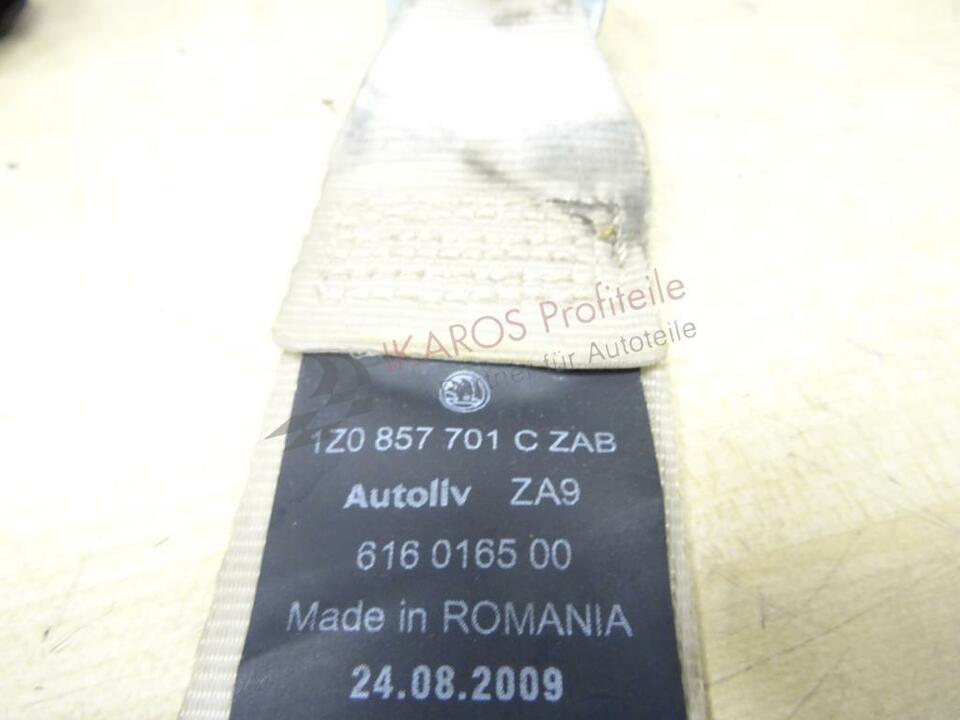 IKAROS Profiteile
Partner für Autoteile
1Z0 857 701 C ZAB
Autoliv ZA9
616 0165 00
Made in ROMANIA
24.08.2009